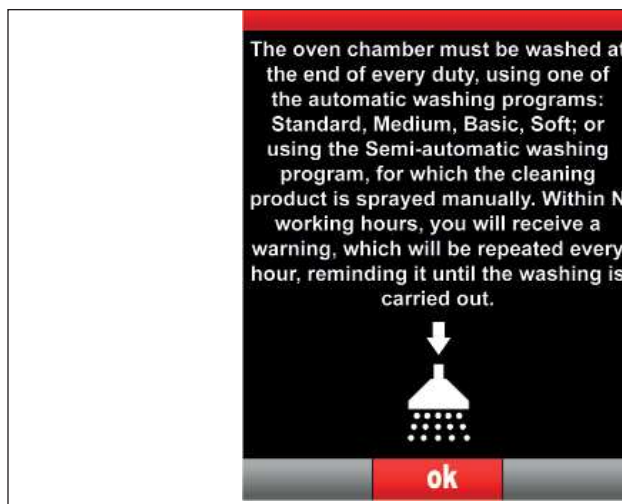 The oven chamber must be washed at
the end of every duty, using one of
the automatic washing programs:
Standard, Medium, Basic, Soft; or
using the Semi-automatic washing
program, for which the cleaning
product is sprayed manually. Within N
working hours, you will receive a
warning, which will be repeated every
hour, reminding it until the washing is
carried out.
ok